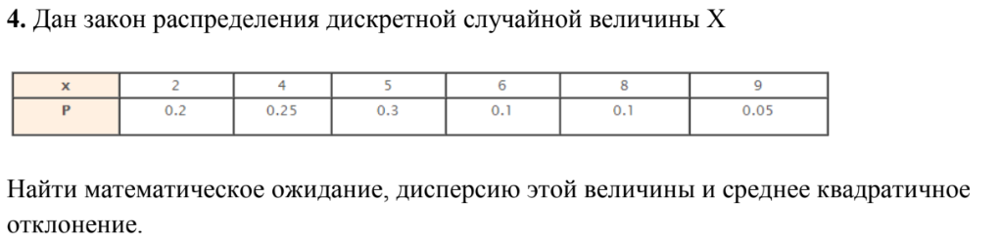 4. Дан закон распределения дискретной случайной величины X
x 2 4 5 6 8 9
P 0.2 0.25 0.3 0.1 0.1 0.05
Найти математическое ожидание, дисперсию этой величины и среднее квадратичное
отклонение.